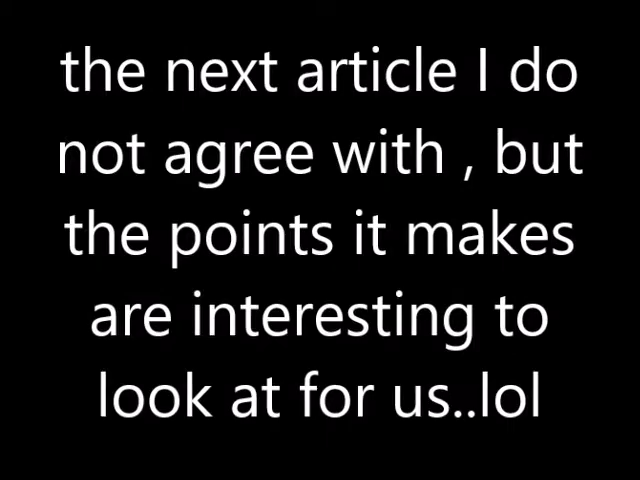 the next article I do
not agree with , but
the points it makes
are interesting to
look at for us..lol